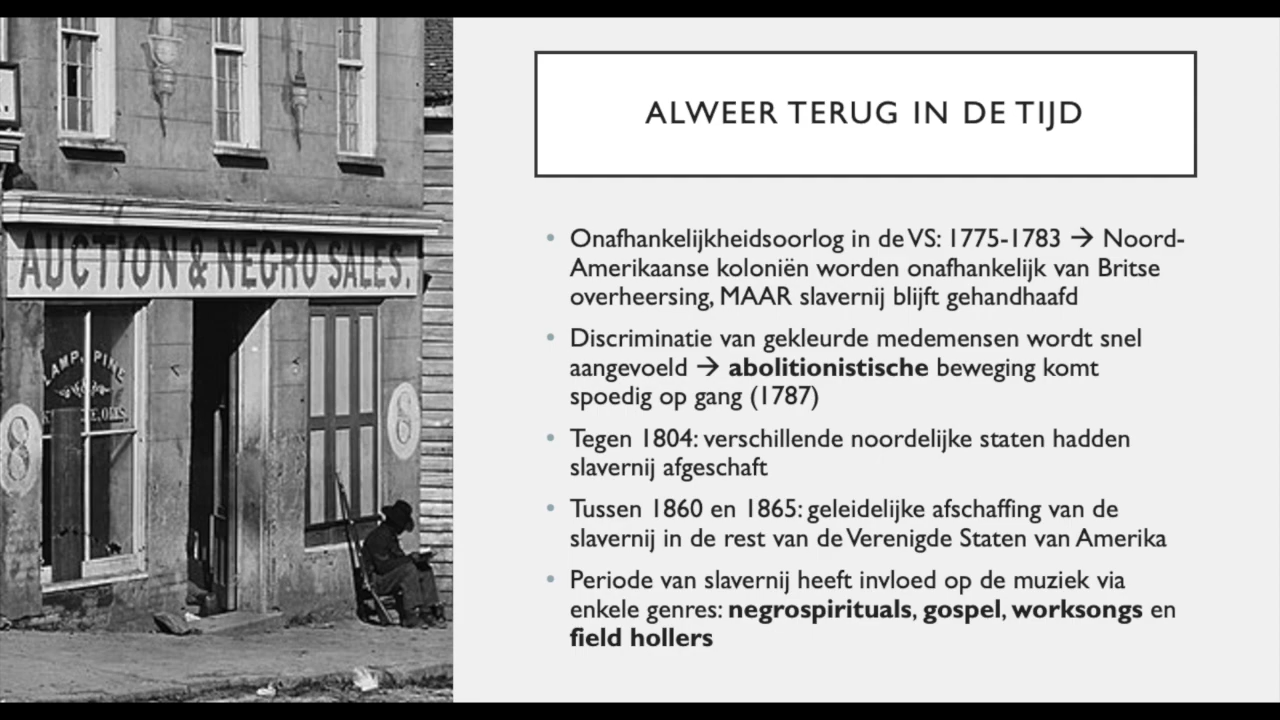 AUCTION & NEGRO SALES.
LAMP, PINE
8
8
ALWEER TERUG IN DE TIJD
• Onafhankelijkheidsoorlog in de VS: 1775-1783 → Noord-
Amerikaanse koloniën worden onafhankelijk van Britse
overheersing, MAAR slavernij blijft gehandhaafd
• Discriminatie van gekleurde medemensen wordt snel
aangevoeld → abolitionistische beweging komt
spoedig op gang (1787)
• Tegen 1804: verschillende noordelijke staten hadden
slavernij afgeschaft
• Tussen 1860 en 1865: geleidelijke afschaffing van de
slavernij in de rest van de Verenigde Staten van Amerika
• Periode van slavernij heeft invloed op de muziek via
enkele genres: negrospirituals, gospel, worksongs en
field hollers